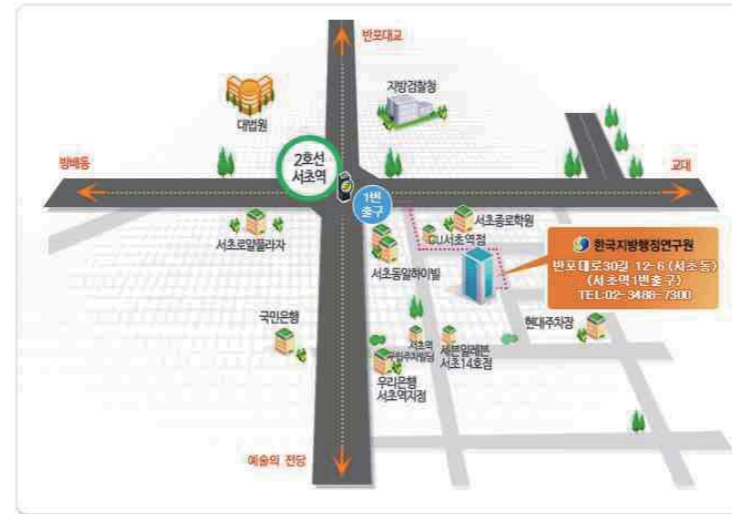 반포대교
지방검찰청
대법원
방배동
2호선
서초역
교대
1번
출구
서초로얄플라자
서초종로학원
CU서초역점
서초동일하이빌
한국지방행정연구원
반포대로30길 12-6 (서초동)
(서초역1번출구)
TEL:02-3488-7300
국민은행
현대주차장
서초역
세븐일레븐
서초14호점
우리은행
서초역지점
예술의 전당